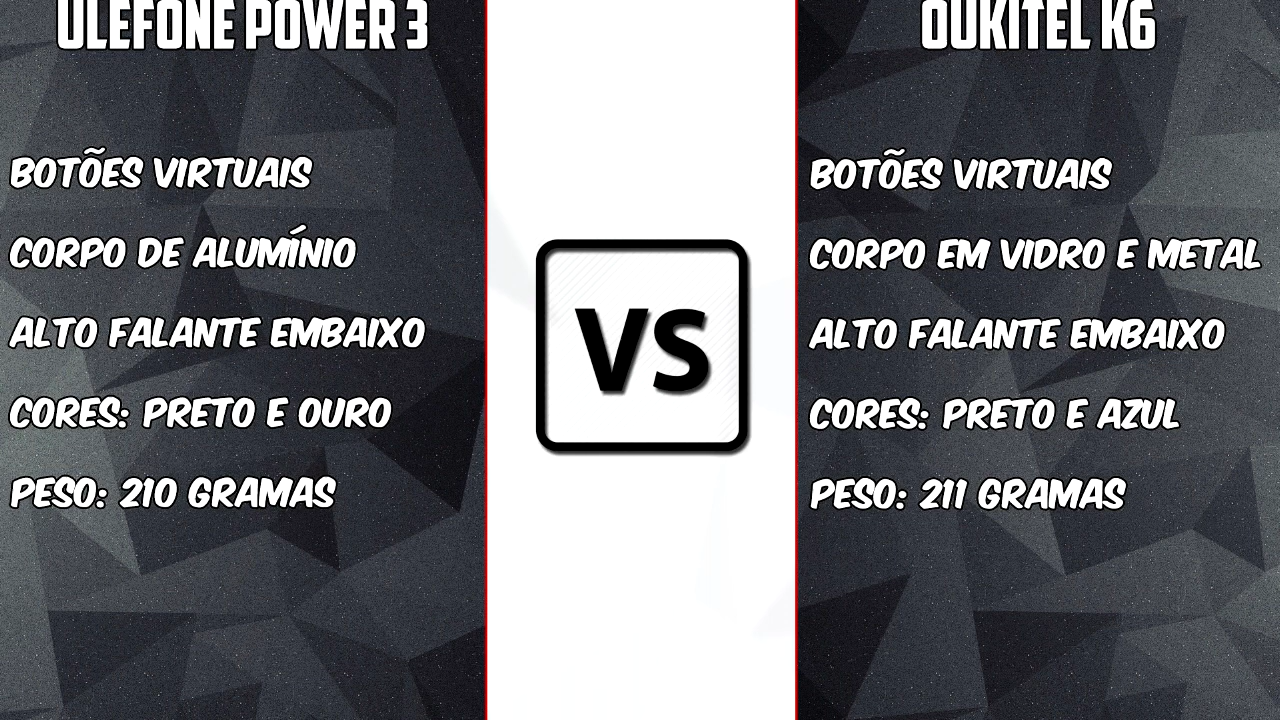 ULEFONE POWER 3
BOTÕES VIRTUAIS
CORPO DE ALUMÍNIO
ALTO FALANTE EMBAIXO
CORES: PRETO E OURO
PESO: 210 GRAMAS
VS
OUKITEL K6
BOTÕES VIRTUAIS
CORPO EM VIDRO E METAL
ALTO FALANTE EMBAIXO
CORES: PRETO E AZUL
PESO: 211 GRAMAS